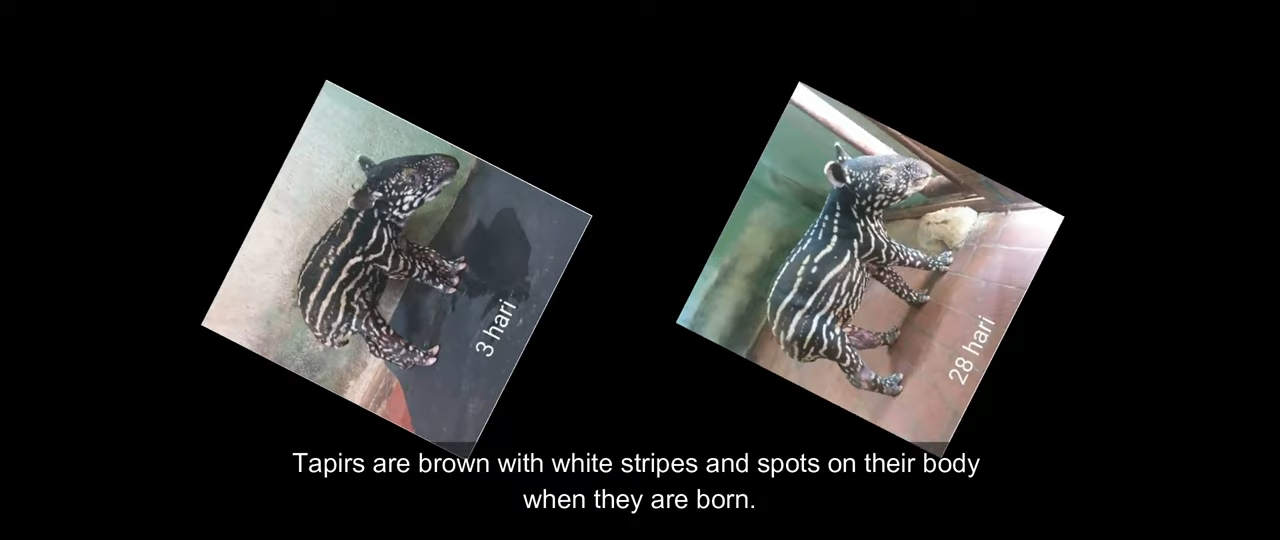 3 hari
28 hari
Tapirs are brown with white stripes and spots on their body
when they are born.